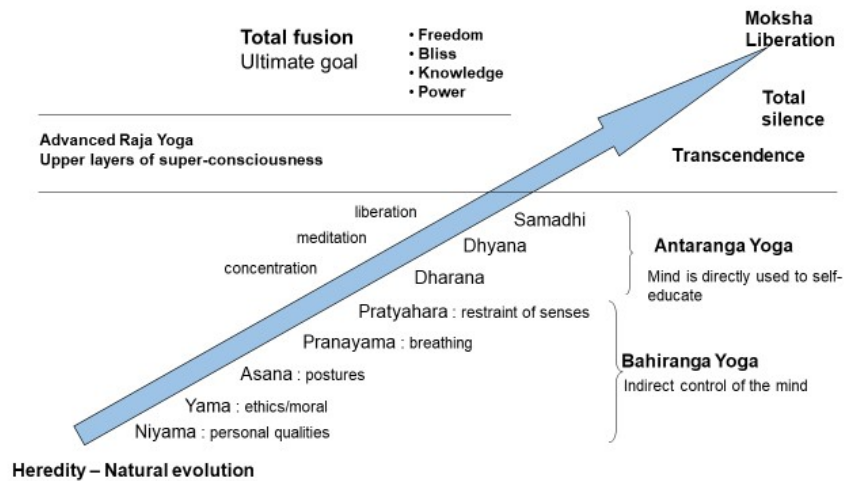 Moksha
Liberation
Total fusion
Ultimate goal
• Freedom
• Bliss
• Knowledge
• Power
Total
silence
Advanced Raja Yoga
Upper layers of super-consciousness
Transcendence
liberation
Samadhi
meditation
Dhyana
concentration
Dharana
Antaranga Yoga
Mind is directly used to self-
educate
Pratyahara : restraint of senses
Pranayama : breathing
Asana : postures
Yama : ethics/moral
Niyama : personal qualities
Bahiranga Yoga
Indirect control of the mind
Heredity – Natural evolution